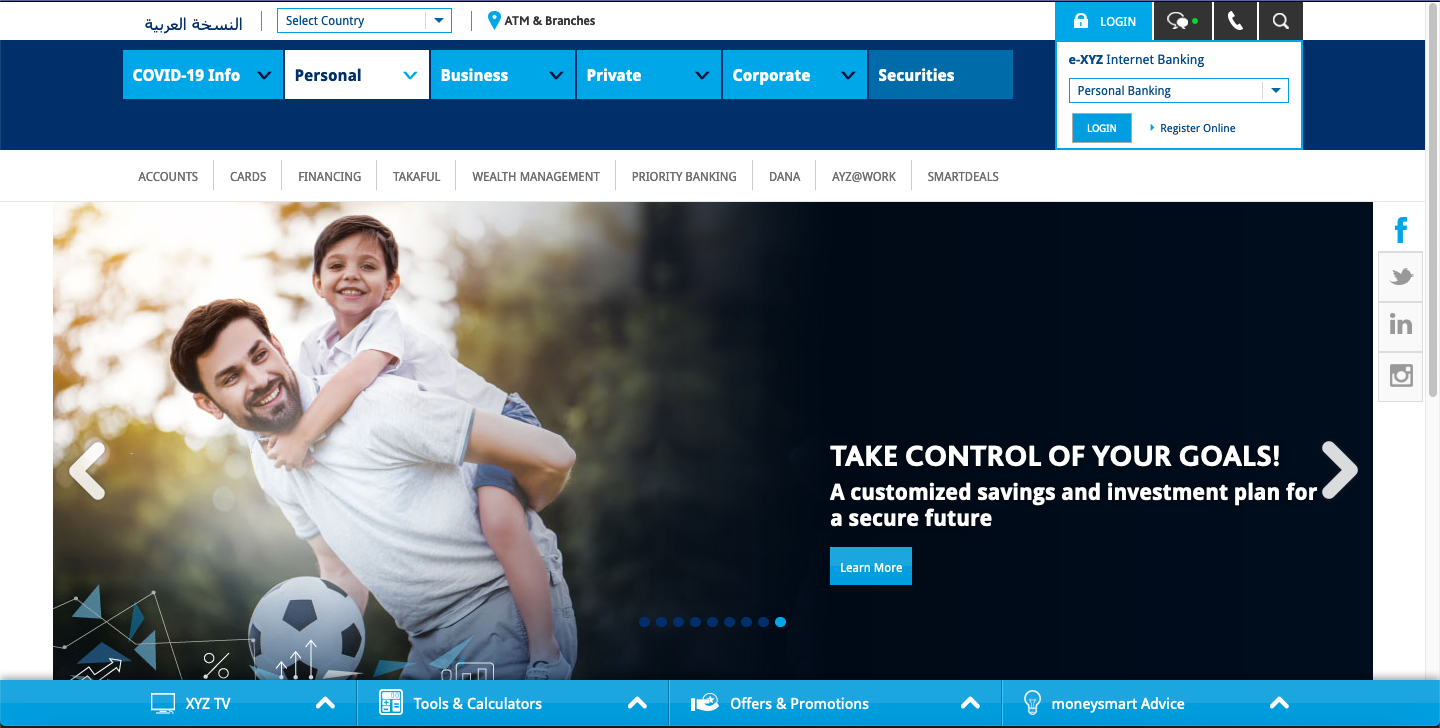 النسخة العربية
Select Country
ATM & Branches
LOGIN
COVID-19 Info
Personal
Business
Private
Corporate
Securities
e-XYZ Internet Banking
Personal Banking
LOGIN
Register Online
ACCOUNTS
CARDS
FINANCING
TAKAFUL
WEALTH MANAGEMENT
PRIORITY BANKING
DANA
AYZ@WORK
SMARTDEALS
f
in
TAKE CONTROL OF YOUR GOALS!
A customized savings and investment plan for
a secure future
Learn More
%
XYZ TV
Tools & Calculators
Offers & Promotions
moneysmart Advice